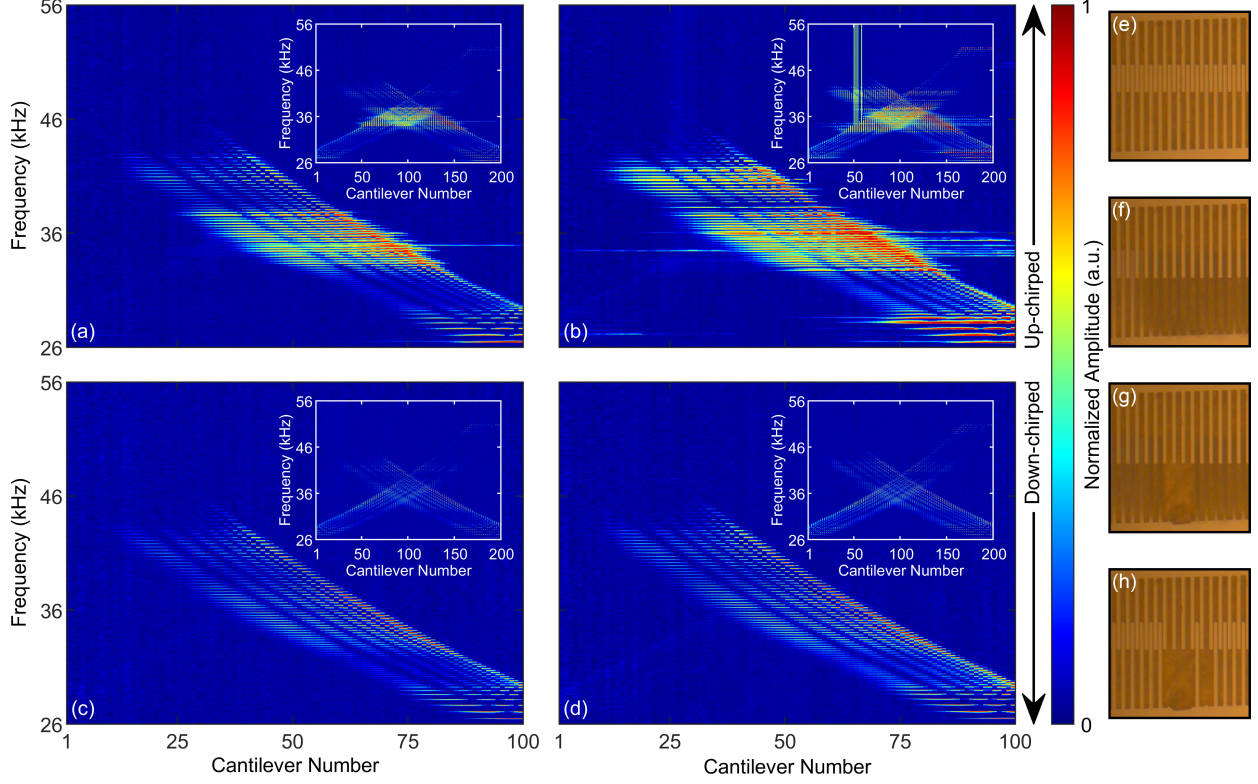 56
46
36
26
Frequency (kHz)
(a)
56
46
36
26
Frequency (kHz)
1
50
100
150
200
Cantilever Number
(b)
56
46
36
26
Frequency (kHz)
1
50
100
150
200
Cantilever Number
Up-chirped
Down-chirped
1
0
Normalized Amplitude (a.u.)
(e)
(f)
(g)
(h)
56
46
36
26
Frequency (kHz)
1
25
50
75
100
Cantilever Number
(c)
56
46
36
26
Frequency (kHz)
1
50
100
150
200
Cantilever Number
1
25
50
75
100
Cantilever Number
(d)
56
46
36
26
Frequency (kHz)
1
50
100
150
200
Cantilever Number